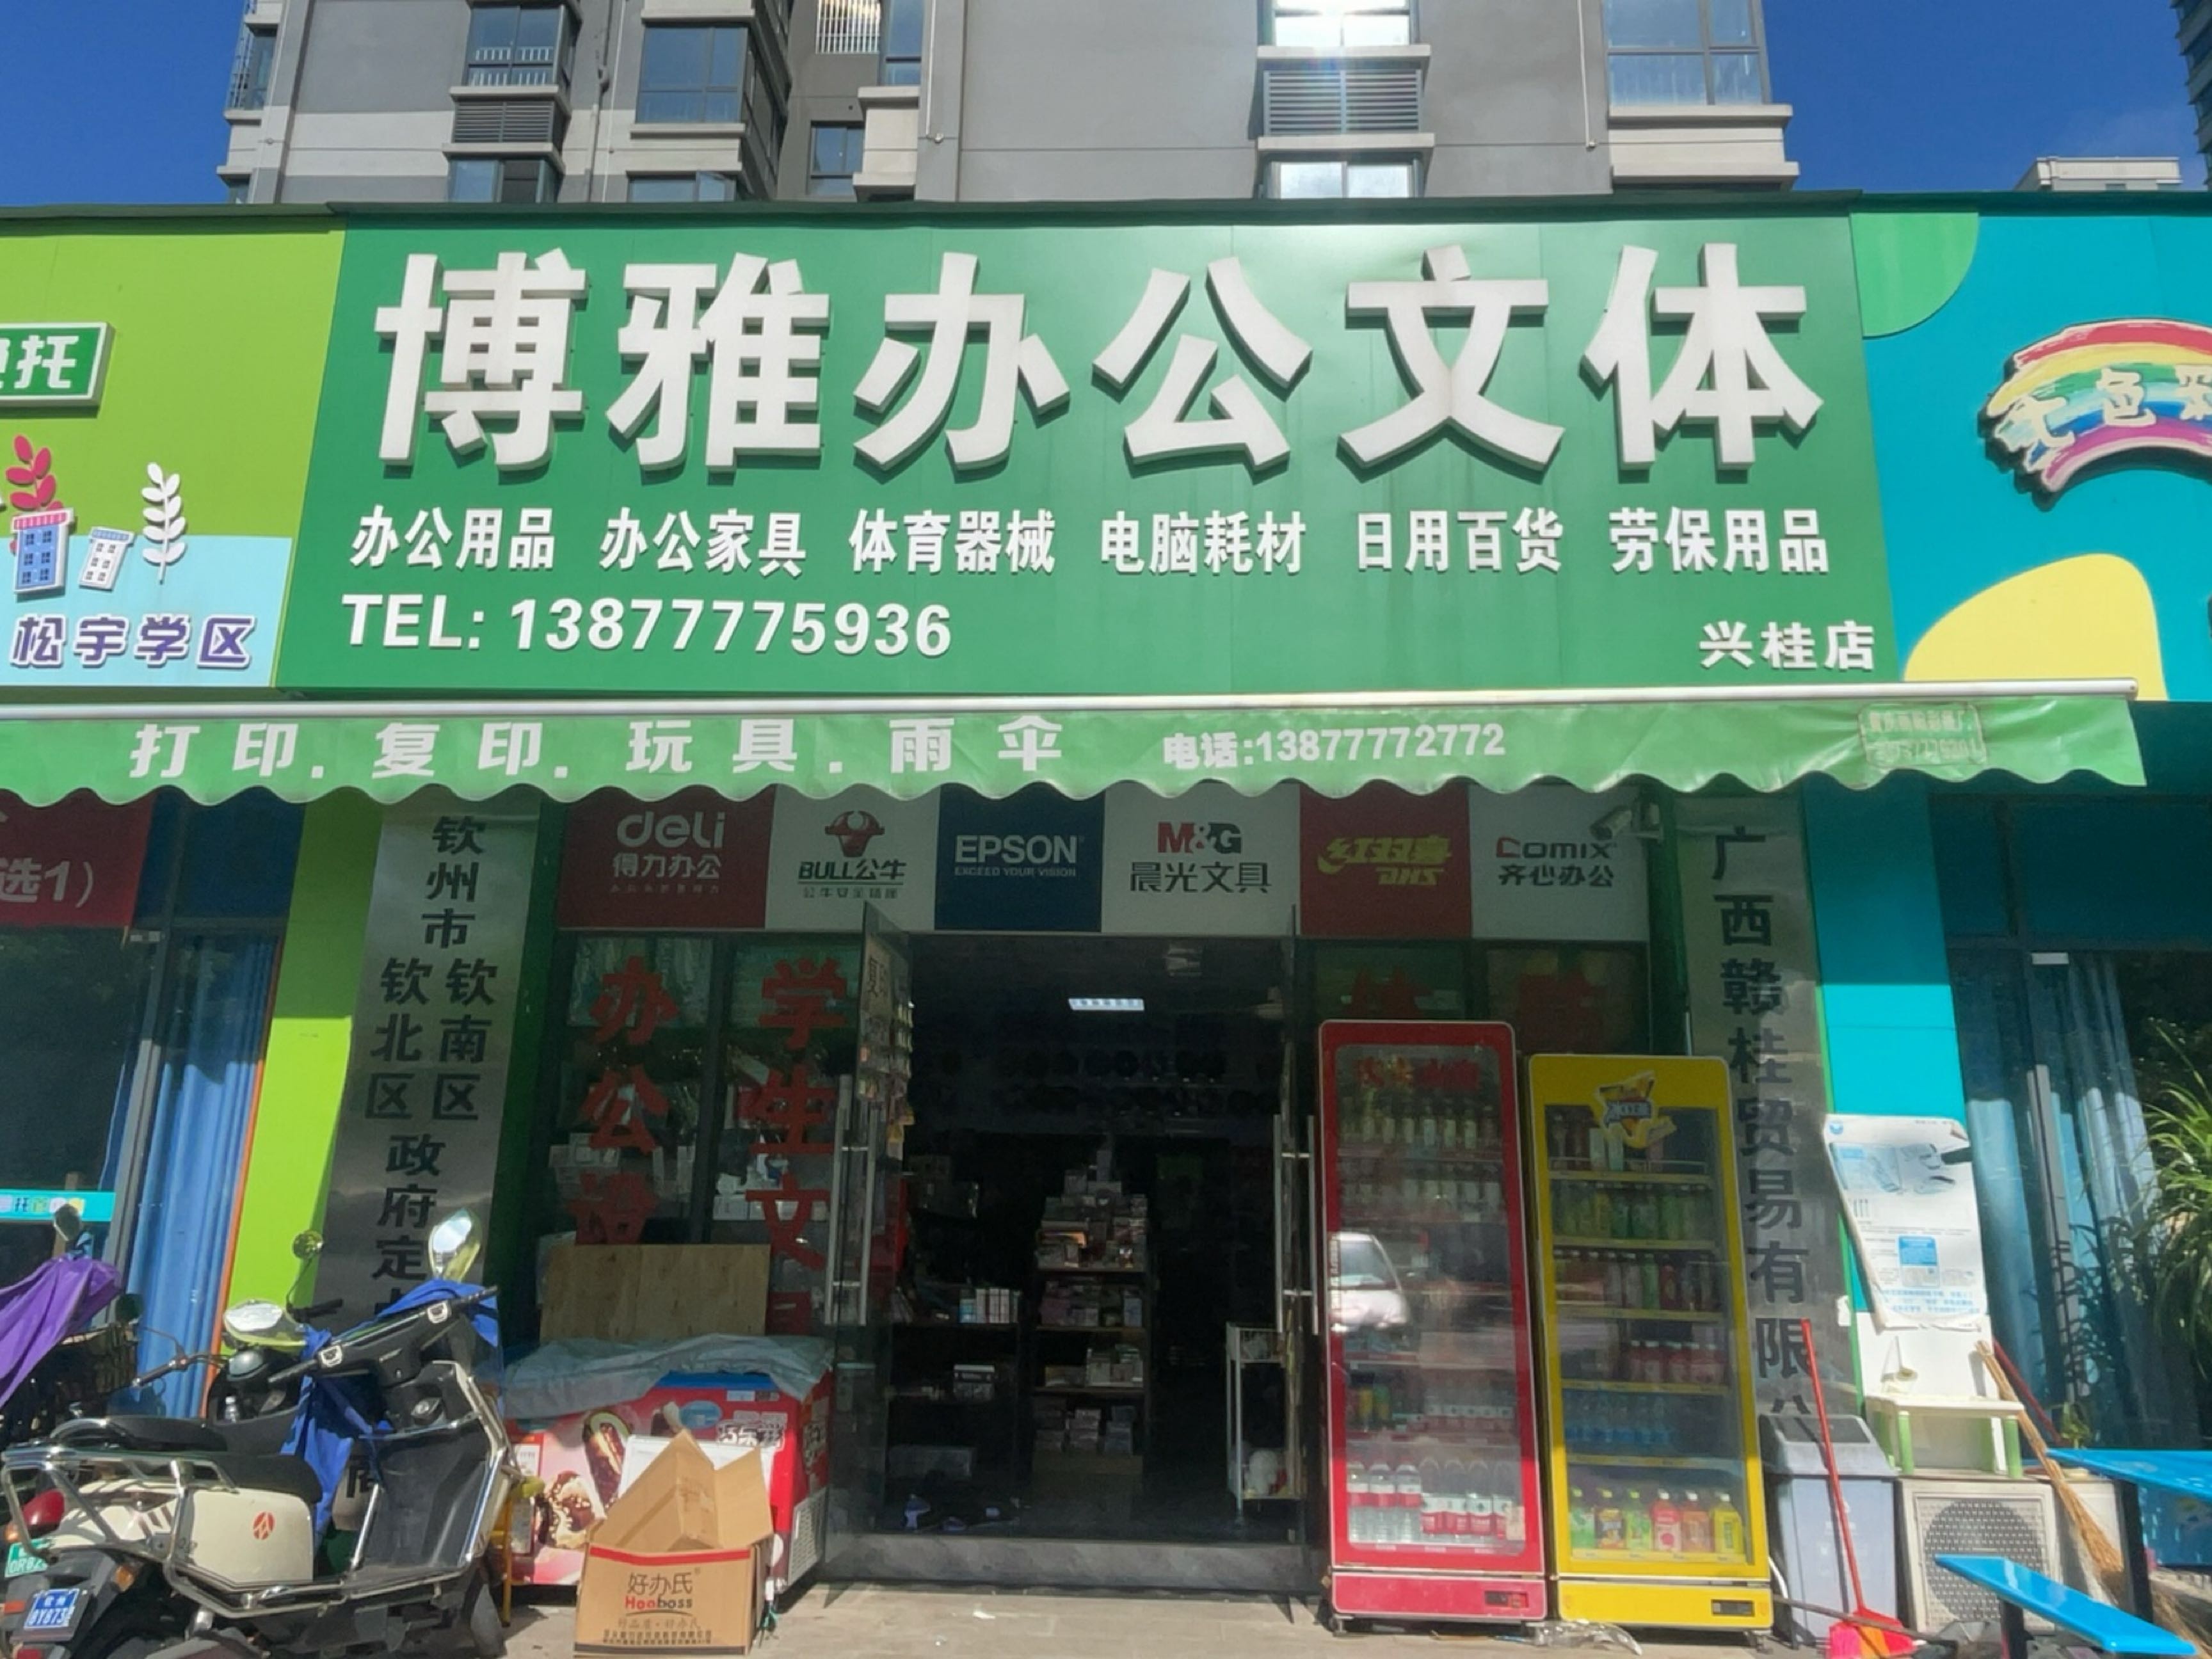 博雅办公文体
办公用品 办公家具 体育器械 电脑耗材 日用百货 劳保用品
TEL: 13877775936
兴桂店
托
松宇学区
色
打印.复印.玩具.雨伞 电话:13877772772
选1)
deli
得力办公
BULL公牛
EPSON
EXCEED YOUR VISION
M&G
晨光文具
红双喜
DHS
COMIX
齐心办公
钦州市
钦北区
钦南区
政府定
广西赣桂贸易有限公
办公设
学生文
好办氏
Hoaboss